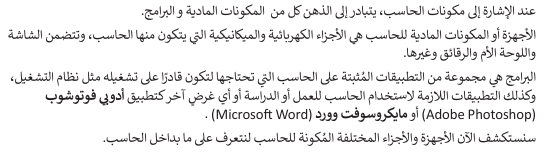 عند الإشارة إلى مكونات الحاسب، يتبادر إلى الذهن كل من المكونات المادية و البرامج.
الأجهزة أو المكونات المادية للحاسب هي الأجزاء الكهربائية والميكانيكية التي يتكون منها الحاسب، وتتضمن الشاشة
واللوحة الأم والرقائق وغيرها.
البرامج هي مجموعة من التطبيقات المُثبتة على الحاسب التي تحتاجها لتكون قادرًا على تشغيله مثل نظام التشغيل،
وكذلك التطبيقات اللازمة لاستخدام الحاسب للعمل أو الدراسة أو أي غرضٍ آخر كتطبيق أدوبي فوتوشوب
(Adobe Photoshop) أو مايكروسوفت وورد (Microsoft Word) .
سنستكشف الآن الأجهزة والأجزاء المختلفة المُكونة للحاسب لنتعرف على ما بداخل الحاسب.